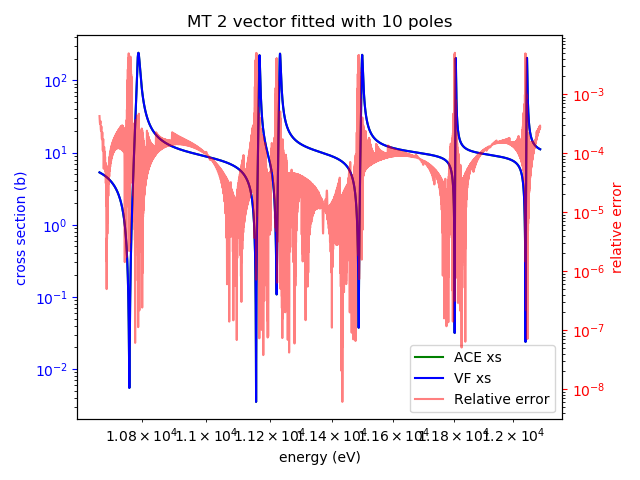 MT 2 vector fitted with 10 poles
cross section (b)
10²
10¹
10⁰
10⁻¹
10⁻²
10⁻³
10⁻⁴
10⁻⁵
10⁻⁶
10⁻⁷
10⁻⁸
relative error
ACE xs
VF xs
Relative error
1.08 × 10⁴ 1.1 × 10⁴ 1.12 × 10⁴ 1.14 × 10⁴ 1.16 × 10⁴ 1.18 × 10⁴ 1.2 × 10⁴
energy (eV)